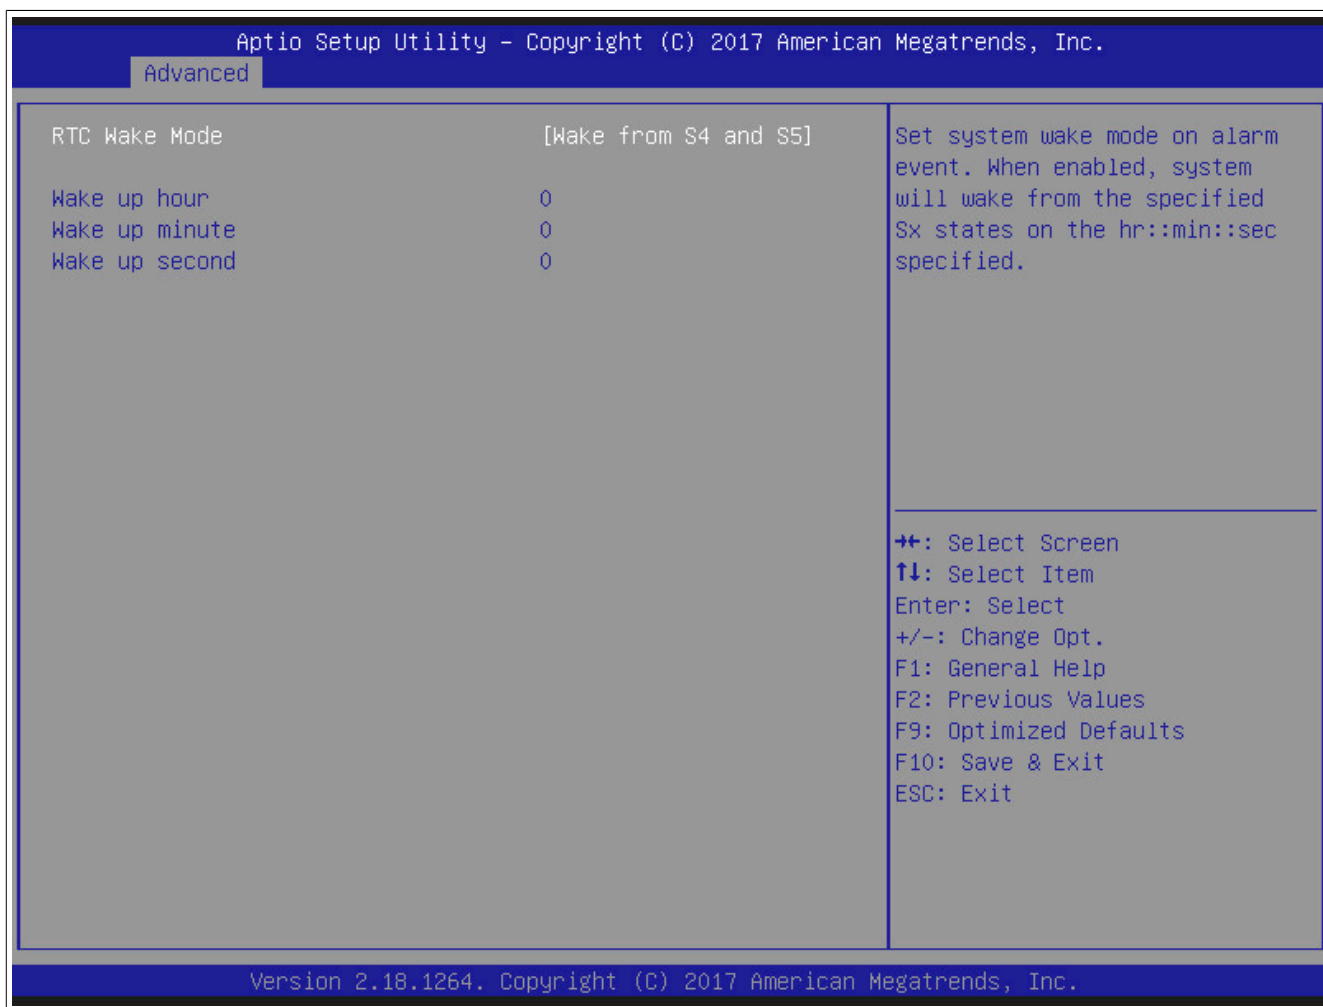 Aptio Setup Utility – Copyright (C) 2017 American Megatrends, Inc.
Advanced
RTC Wake Mode [Wake from S4 and S5]
Wake up hour 0
Wake up minute 0
Wake up second 0
Set system wake mode on alarm
event. When enabled, system
will wake from the specified
Sx states on the hr::min::sec
specified.
→←: Select Screen
↑↓: Select Item
Enter: Select
+/-: Change Opt.
F1: General Help
F2: Previous Values
F9: Optimized Defaults
F10: Save & Exit
ESC: Exit
Version 2.18.1264. Copyright (C) 2017 American Megatrends, Inc.